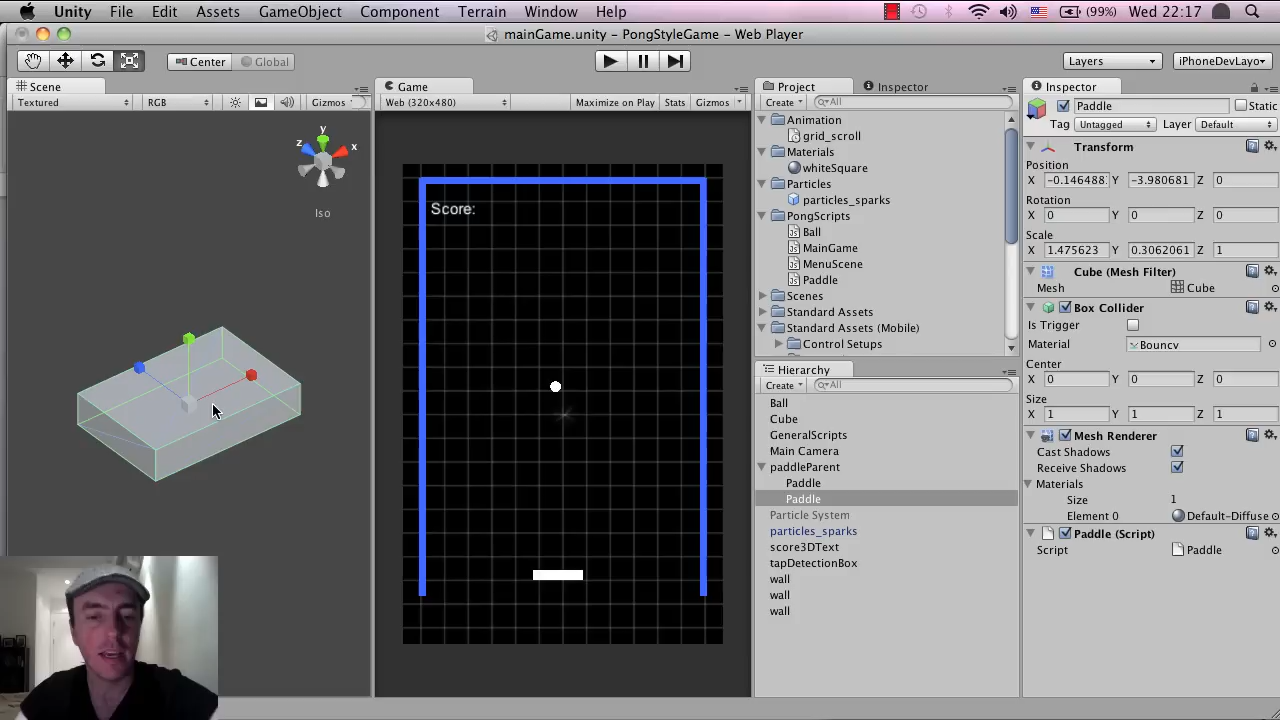 Unity File Edit Assets GameObject Component Terrain Window Help (99%) Wed 22:17
mainGame.unity - PongStyleGame - Web Player
Center Global Layers iPhoneDevLayo
Scene
Textured RGB Gizmos
y
z x
Iso
Game
Web (320x480) Maximize on Play Stats Gizmos
Score:
Project Inspector
Create All
Animation
grid_scroll
Materials
whiteSquare
Particles
particles_sparks
PongScripts
Ball
MainGame
MenuScene
Paddle
Scenes
Standard Assets
Standard Assets (Mobile)
Control Setups
Hierarchy
Create All
Ball
Cube
GeneralScripts
Main Camera
paddleParent
Paddle
Paddle
Particle System
particles_sparks
score3DText
tapDetectionBox
wall
wall
wall
Inspector
Paddle Static
Tag Untagged Layer Default
Transform
Position
X -0.146488 Y -3.980681 Z 0
Rotation
X 0 Y 0 Z 0
Scale
X 1.475623 Y 0.3062061 Z 1
Cube (Mesh Filter)
Mesh Cube
Box Collider
Is Trigger
Material Bouncy
Center
X 0 Y 0 Z 0
Size
X 1 Y 1 Z 1
Mesh Renderer
Cast Shadows
Receive Shadows
Materials
Size 1
Element 0 Default-Diffuse
Paddle (Script)
Script Paddle